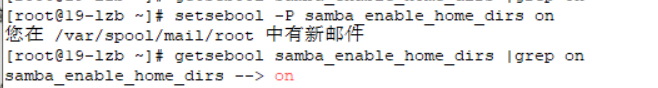 [root@19-lzb ~]# setsebool -P samba_enable_home_dirs on
您在 /var/spool/mail/root 中有新邮件
[root@19-lzb ~]# getsebool samba_enable_home_dirs |grep on
samba_enable_home_dirs --> on